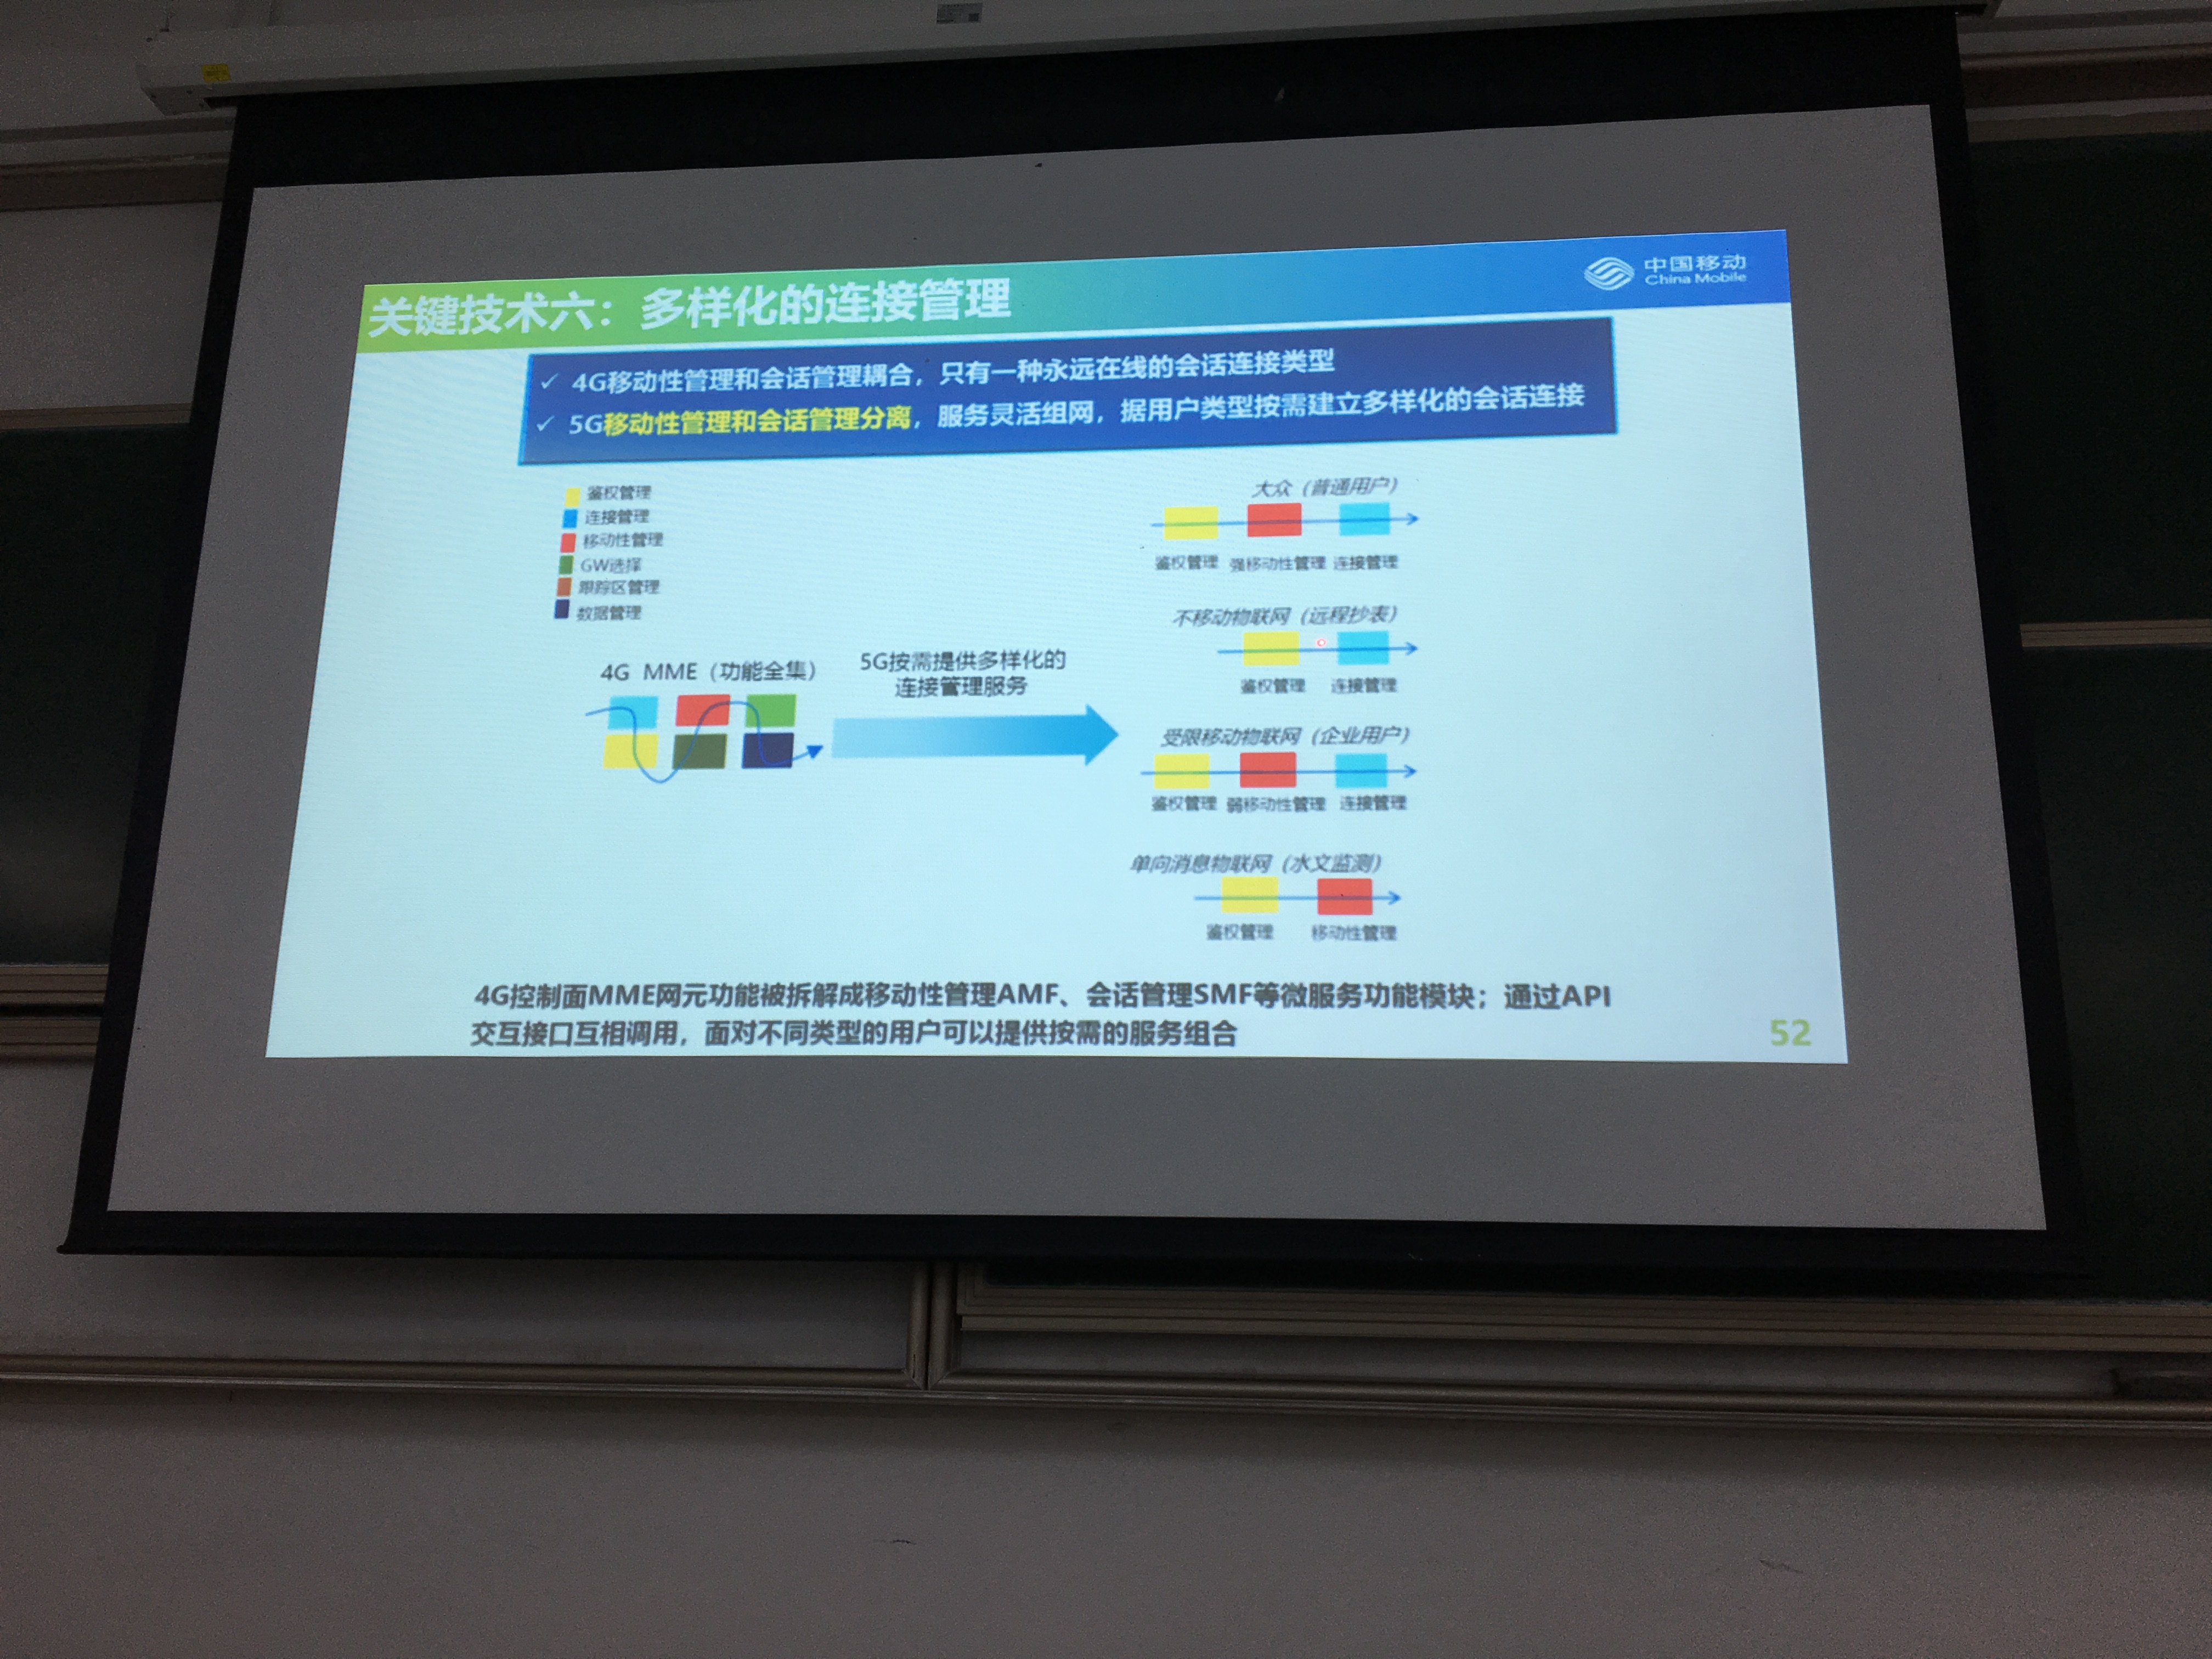 关键技术六：多样化的连接管理
中国移动
China Mobile
✓ 4G移动性管理和会话管理耦合，只有一种永远在线的会话连接类型
✓ 5G移动性管理和会话管理分离，服务灵活组网，据用户类型按需建立多样化的会话连接
鉴权管理
连接管理
移动性管理
GW选择
跟踪区管理
数据管理
4G MME（功能全集）
5G按需提供多样化的
连接管理服务
大众（普通用户）
鉴权管理 强移动性管理 连接管理
不移动物联网（远程抄表）
鉴权管理 连接管理
受限移动物联网（企业用户）
鉴权管理 弱移动性管理 连接管理
单向消息物联网（水文监测）
鉴权管理 移动性管理
4G控制面MME网元功能被拆解成移动性管理AMF、会话管理SMF等微服务功能模块；通过API
交互接口互相调用，面对不同类型的用户可以提供按需的服务组合
52